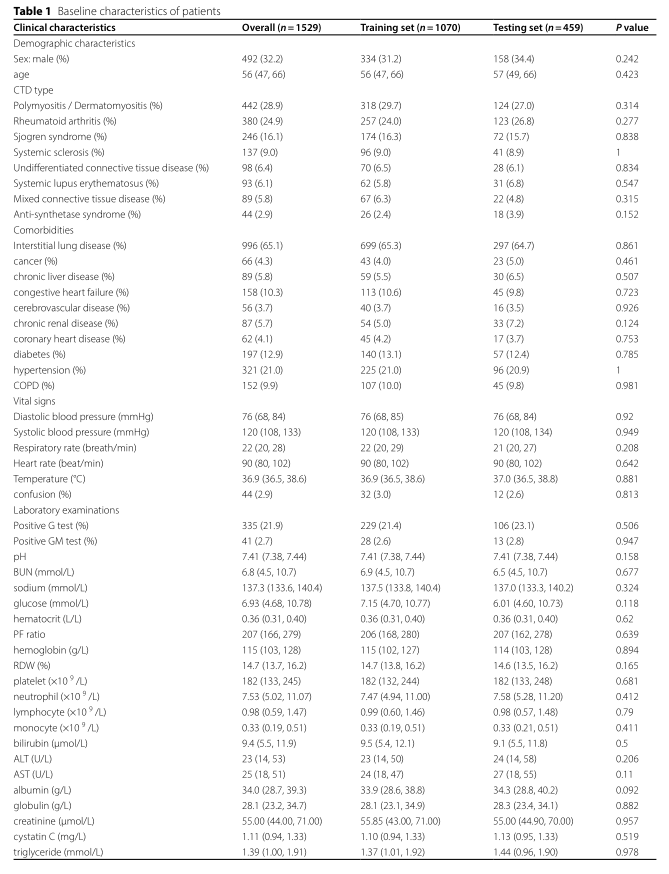 Table 1 Baseline characteristics of patients
Clinical characteristics Overall (n = 1529) Training set (n = 1070) Testing set (n = 459) P value
Demographic characteristics
Sex: male (%) 492 (32.2) 334 (31.2) 158 (34.4) 0.242
age 56 (47, 66) 56 (47, 66) 57 (49, 66) 0.423
CTD type
Polymyositis / Dermatomyositis (%) 442 (28.9) 318 (29.7) 124 (27.0) 0.314
Rheumatoid arthritis (%) 380 (24.9) 257 (24.0) 123 (26.8) 0.277
Sjogren syndrome (%) 246 (16.1) 174 (16.3) 72 (15.7) 0.838
Systemic sclerosis (%) 137 (9.0) 96 (9.0) 41 (8.9) 1
Undifferentiated connective tissue disease (%) 98 (6.4) 70 (6.5) 28 (6.1) 0.834
Systemic lupus erythematosus (%) 93 (6.1) 62 (5.8) 31 (6.8) 0.547
Mixed connective tissue disease (%) 89 (5.8) 67 (6.3) 22 (4.8) 0.315
Anti-synthetase syndrome (%) 44 (2.9) 26 (2.4) 18 (3.9) 0.152
Comorbidities
Interstitial lung disease (%) 996 (65.1) 699 (65.3) 297 (64.7) 0.861
cancer (%) 66 (4.3) 43 (4.0) 23 (5.0) 0.461
chronic liver disease (%) 89 (5.8) 59 (5.5) 30 (6.5) 0.507
congestive heart failure (%) 158 (10.3) 113 (10.6) 45 (9.8) 0.723
cerebrovascular disease (%) 56 (3.7) 40 (3.7) 16 (3.5) 0.926
chronic renal disease (%) 87 (5.7) 54 (5.0) 33 (7.2) 0.124
coronary heart disease (%) 62 (4.1) 45 (4.2) 17 (3.7) 0.753
diabetes (%) 197 (12.9) 140 (13.1) 57 (12.4) 0.785
hypertension (%) 321 (21.0) 225 (21.0) 96 (20.9) 1
COPD (%) 152 (9.9) 107 (10.0) 45 (9.8) 0.981
Vital signs
Diastolic blood pressure (mmHg) 76 (68, 84) 76 (68, 85) 76 (68, 84) 0.92
Systolic blood pressure (mmHg) 120 (108, 133) 120 (108, 133) 120 (108, 134) 0.949
Respiratory rate (breath/min) 22 (20, 28) 22 (20, 29) 21 (20, 27) 0.208
Heart rate (beat/min) 90 (80, 102) 90 (80, 102) 90 (80, 102) 0.642
Temperature (°C) 36.9 (36.5, 38.6) 36.9 (36.5, 38.6) 37.0 (36.5, 38.8) 0.881
confusion (%) 44 (2.9) 32 (3.0) 12 (2.6) 0.813
Laboratory examinations
Positive G test (%) 335 (21.9) 229 (21.4) 106 (23.1) 0.506
Positive GM test (%) 41 (2.7) 28 (2.6) 13 (2.8) 0.947
pH 7.41 (7.38, 7.44) 7.41 (7.38, 7.44) 7.41 (7.38, 7.44) 0.158
BUN (mmol/L) 6.8 (4.5, 10.7) 6.9 (4.5, 10.7) 6.5 (4.5, 10.7) 0.677
sodium (mmol/L) 137.3 (133.6, 140.4) 137.5 (133.8, 140.4) 137.0 (133.3, 140.2) 0.324
glucose (mmol/L) 6.93 (4.68, 10.78) 7.15 (4.70, 10.77) 6.01 (4.60, 10.73) 0.118
hematocrit (L/L) 0.36 (0.31, 0.40) 0.36 (0.31, 0.40) 0.36 (0.31, 0.40) 0.62
PF ratio 207 (166, 279) 206 (168, 280) 207 (162, 278) 0.639
hemoglobin (g/L) 115 (103, 128) 115 (102, 127) 114 (103, 128) 0.894
RDW (%) 14.7 (13.7, 16.2) 14.7 (13.8, 16.2) 14.6 (13.5, 16.2) 0.165
platelet (×10 9 /L) 182 (133, 245) 182 (132, 244) 182 (133, 248) 0.681
neutrophil (×10 9 /L) 7.53 (5.02, 11.07) 7.47 (4.94, 11.00) 7.58 (5.28, 11.20) 0.412
lymphocyte (×10 9 /L) 0.98 (0.59, 1.47) 0.99 (0.60, 1.46) 0.98 (0.57, 1.48) 0.79
monocyte (×10 9 /L) 0.33 (0.19, 0.51) 0.33 (0.19, 0.51) 0.33 (0.21, 0.51) 0.411
bilirubin (μmol/L) 9.4 (5.5, 11.9) 9.5 (5.4, 12.1) 9.1 (5.5, 11.8) 0.5
ALT (U/L) 23 (14, 53) 23 (14, 50) 24 (14, 58) 0.206
AST (U/L) 25 (18, 51) 24 (18, 47) 27 (18, 55) 0.11
albumin (g/L) 34.0 (28.7, 39.3) 33.9 (28.6, 38.8) 34.3 (28.8, 40.2) 0.092
globulin (g/L) 28.1 (23.2, 34.7) 28.1 (23.1, 34.9) 28.3 (23.4, 34.1) 0.882
creatinine (μmol/L) 55.00 (44.00, 71.00) 55.85 (43.00, 71.00) 55.00 (44.90, 70.00) 0.957
cystatin C (mg/L) 1.11 (0.94, 1.33) 1.10 (0.94, 1.33) 1.13 (0.95, 1.33) 0.519
triglyceride (mmol/L) 1.39 (1.00, 1.91) 1.37 (1.01, 1.92) 1.44 (0.96, 1.90) 0.978